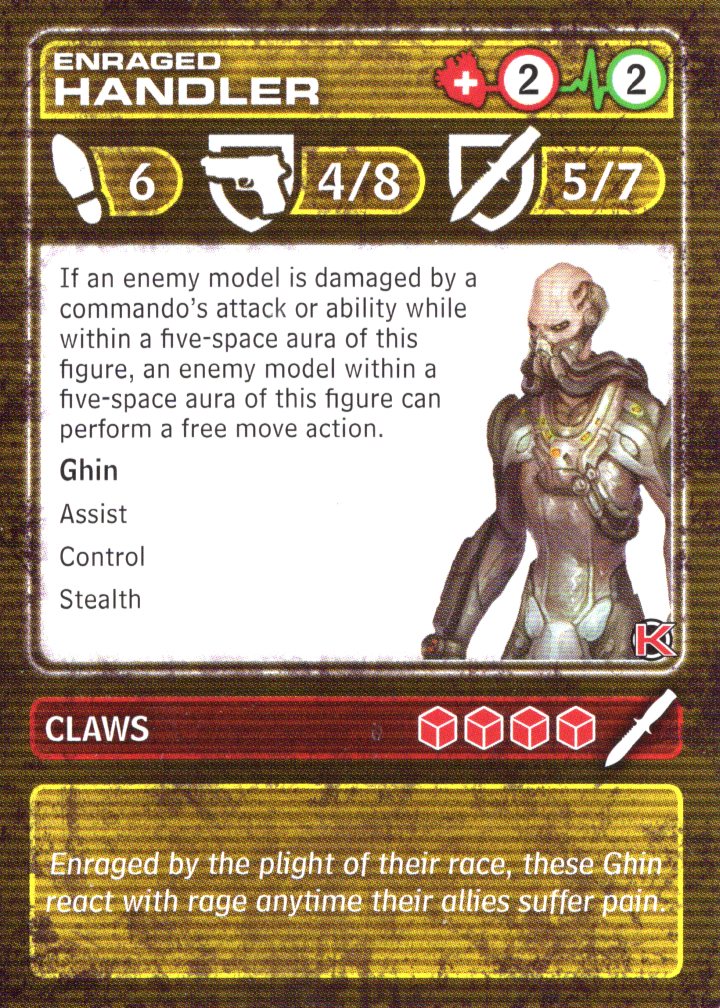 ENRAGED
HANDLER
2 2
6 4/8 5/7
If an enemy model is damaged by a
commando's attack or ability while
within a five-space aura of this
figure, an enemy model within a
five-space aura of this figure can
perform a free move action.
Ghin
Assist
Control
Stealth
K
CLAWS
Enraged by the plight of their race, these Ghin
react with rage anytime their allies suffer pain.